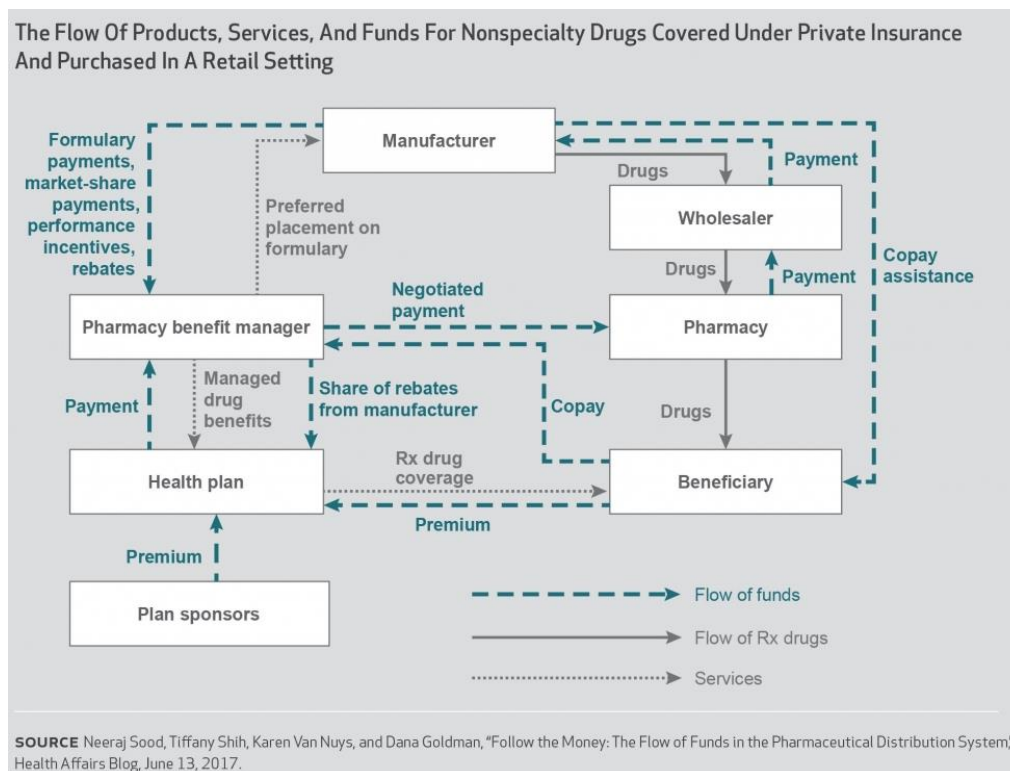 The Flow Of Products, Services, And Funds For Nonspecialty Drugs Covered Under Private Insurance
And Purchased In A Retail Setting
Manufacturer
Formulary
payments,
market-share
payments,
performance
incentives,
rebates
Preferred
placement on
formulary
Drugs
Payment
Wholesaler
Copay
assistance
Drugs
Payment
Negotiated
payment
Pharmacy benefit manager
Pharmacy
Payment
Managed
drug
benefits
Share of rebates
from manufacturer
Copay
Drugs
Health plan
Rx drug
coverage
Beneficiary
Premium
Premium
Plan sponsors
Flow of funds
Flow of Rx drugs
Services
SOURCE Neeraj Sood, Tiffany Shih, Karen Van Nuys, and Dana Goldman, "Follow the Money: The Flow of Funds in the Pharmaceutical Distribution System,"
Health Affairs Blog, June 13, 2017.